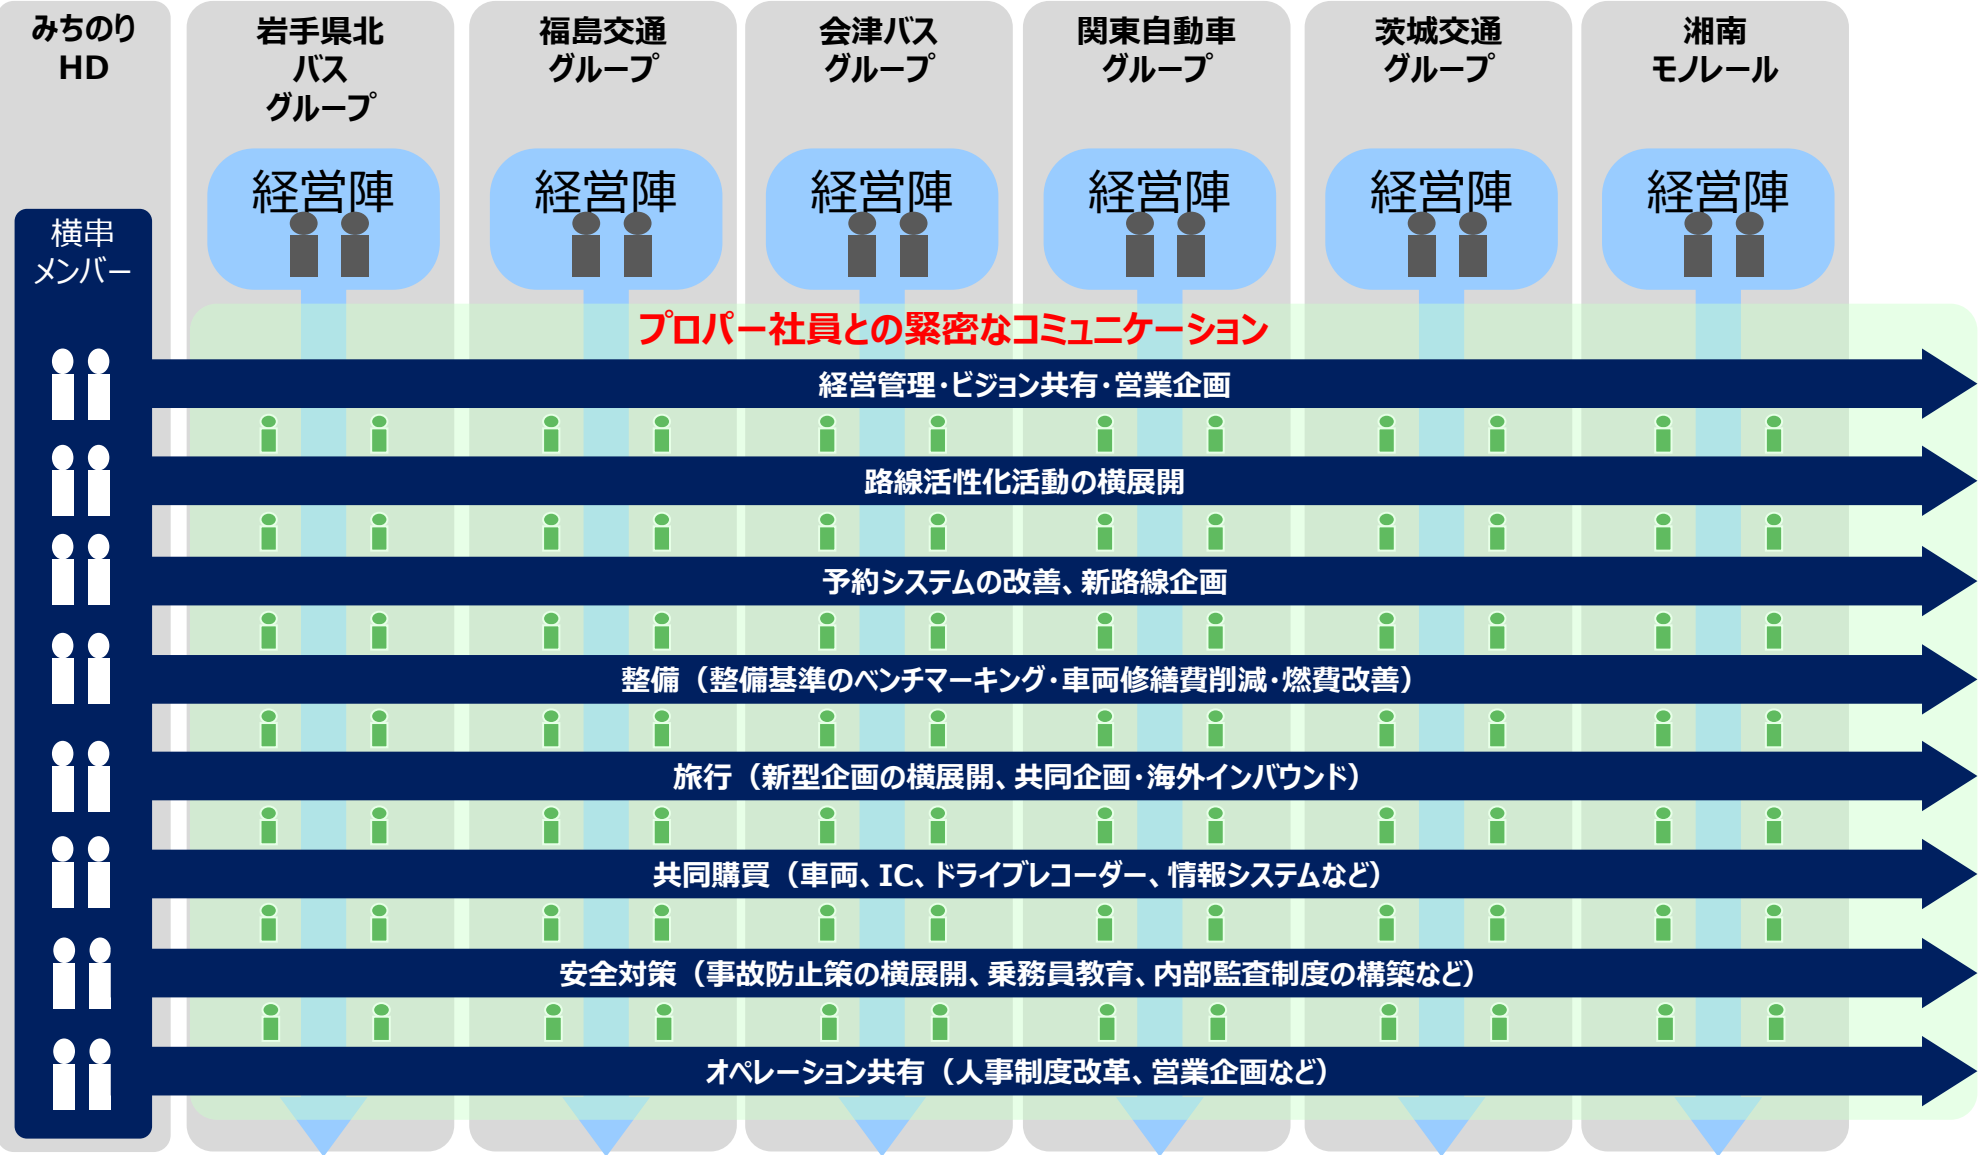 みちのり
HD
岩手県北
バス
グループ
福島交通
グループ
会津バス
グループ
関東自動車
グループ
茨城交通
グループ
湘南
モノレール
経営陣
経営陣
経営陣
経営陣
経営陣
経営陣
横串
メンバー
プロパー社員との緊密なコミュニケーション
経営管理・ビジョン共有・営業企画
路線活性化活動の横展開
予約システムの改善、新路線企画
整備（整備基準のベンチマーキング・車両修繕費削減・燃費改善）
旅行（新型企画の横展開、共同企画・海外インバウンド）
共同購買（車両、IC、ドライブレコーダー、情報システムなど）
安全対策（事故防止策の横展開、乗務員教育、内部監査制度の構築など）
オペレーション共有（人事制度改革、営業企画など）